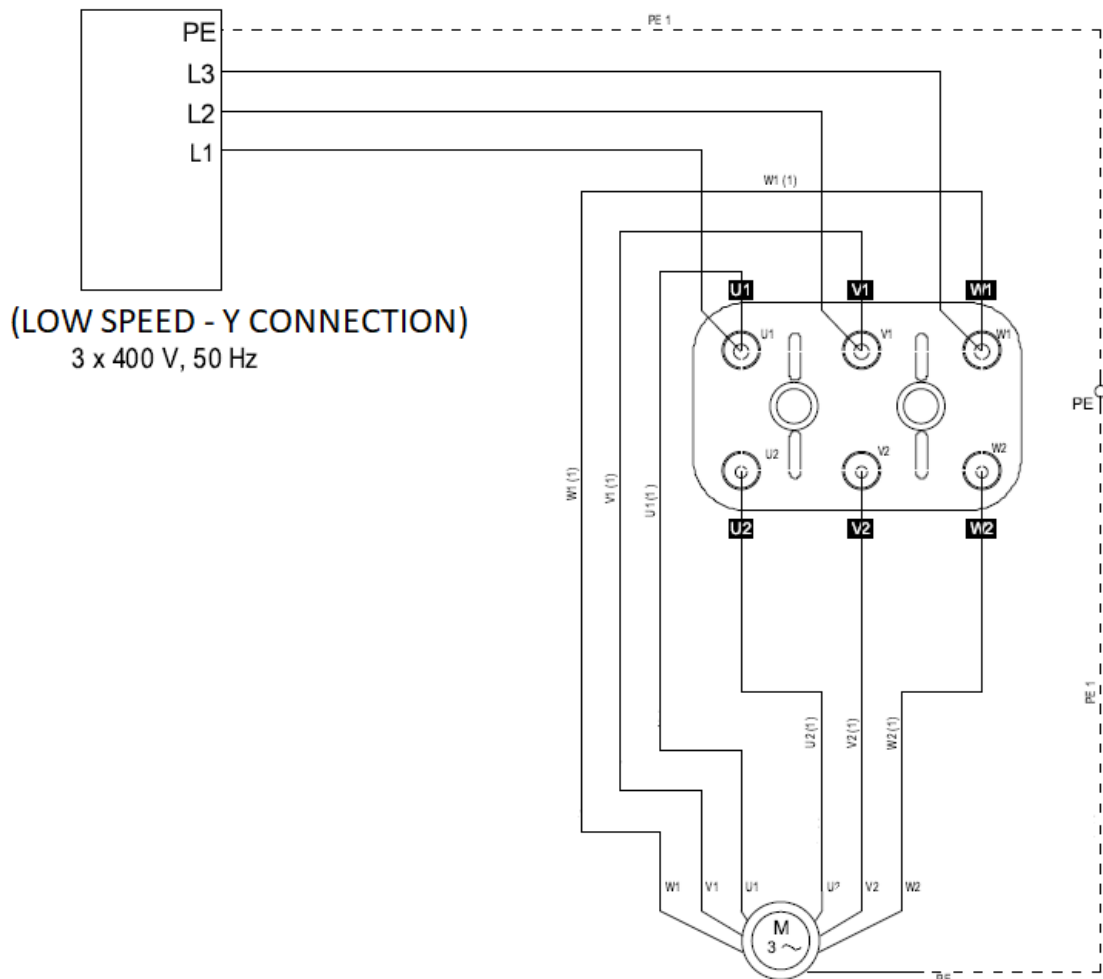 PE 1
PE
L3
L2
L1
W1 (1)
(LOW SPEED - Y CONNECTION)
3 x 400 V, 50 Hz
U1
V1
W1
U1
V1
W1
PE
U2
V2
W2
W1 (1)
V1 (1)
U1 (1)
U2
V2
W2
PE 1
U2 (1)
V2 (1)
W2 (1)
W1
V1
U1
U2
V2
W2
M
3 ~
PE